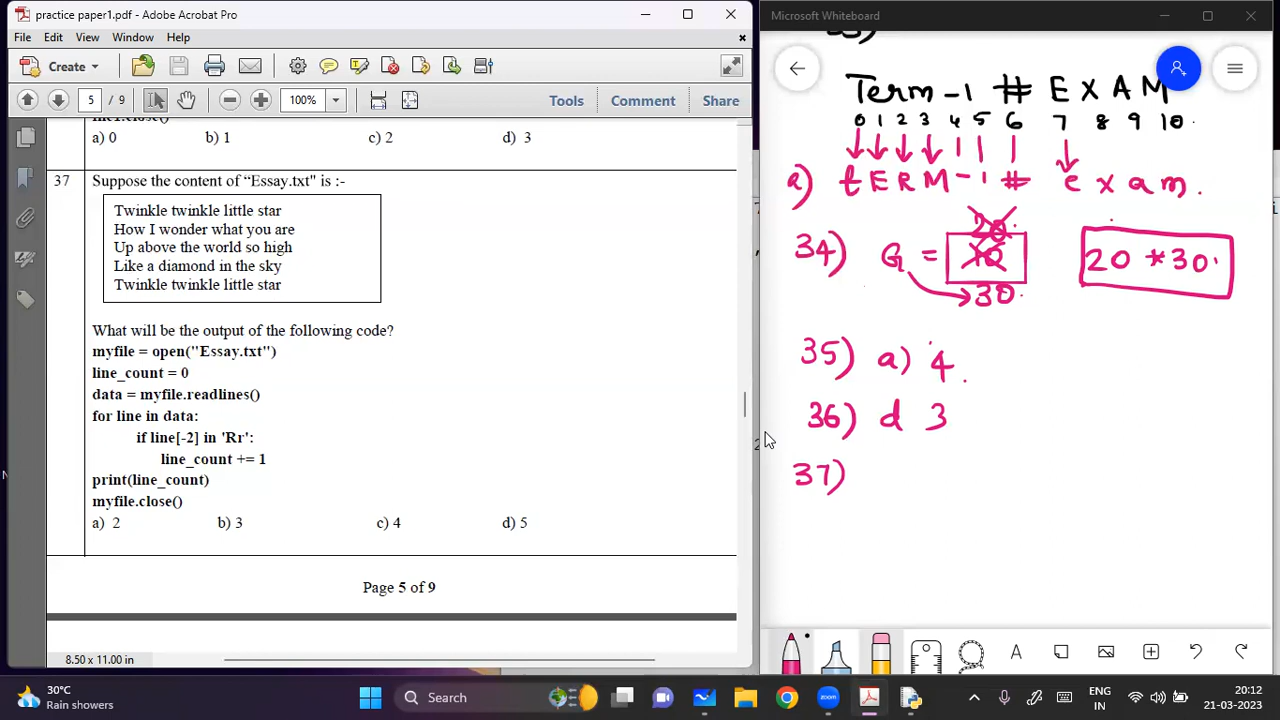 practice paper1.pdf - Adobe Acrobat Pro
File Edit View Window Help
Create
5 / 9
100%
Tools Comment Share
a) 0 b) 1 c) 2 d) 3
37 Suppose the content of “Essay.txt” is :-
Twinkle twinkle little star
How I wonder what you are
Up above the world so high
Like a diamond in the sky
Twinkle twinkle little star
What will be the output of the following code?
myfile = open("Essay.txt")
line_count = 0
data = myfile.readlines()
for line in data:
if line[-2] in 'Rr':
line_count += 1
print(line_count)
myfile.close()
a) 2 b) 3 c) 4 d) 5
Page 5 of 9
8.50 x 11.00 in
Microsoft Whiteboard
Term -1 # E X A M
0 1 2 3 4 5 6 7 8 9 10
a) t E R M - 1 # e x a m .
34) G = 20 10 30 20 * 30
35) a) 4
36) d 3
37)
30°C
Rain showers
Search
zoom
ENG
IN
20:12
21-03-2023